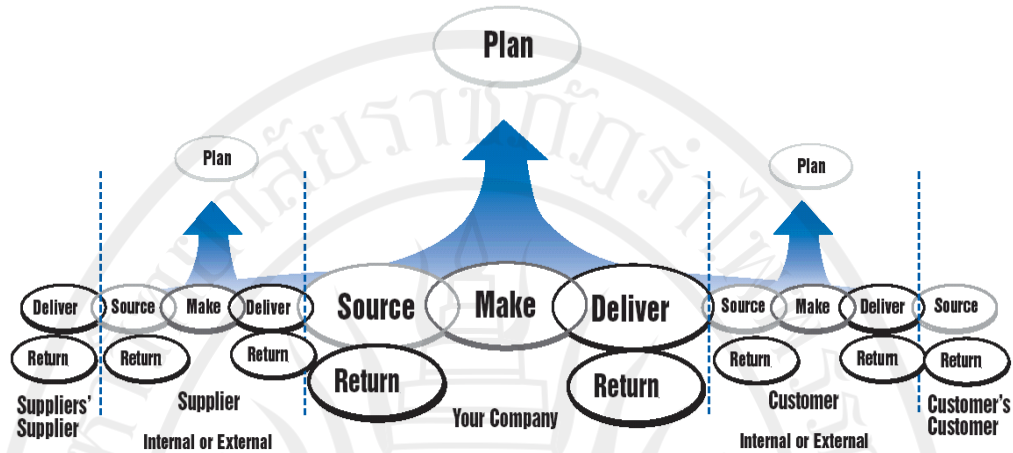 Plan
Plan
Plan
Deliver
Source
Make
Deliver
Source
Make
Deliver
Source
Make
Deliver
Source
Return
Return
Return
Return
Return
Return
Return
Return
Suppliers'
Supplier
Supplier
Your Company
Customer
Customer's
Customer
Internal or External
Internal or External